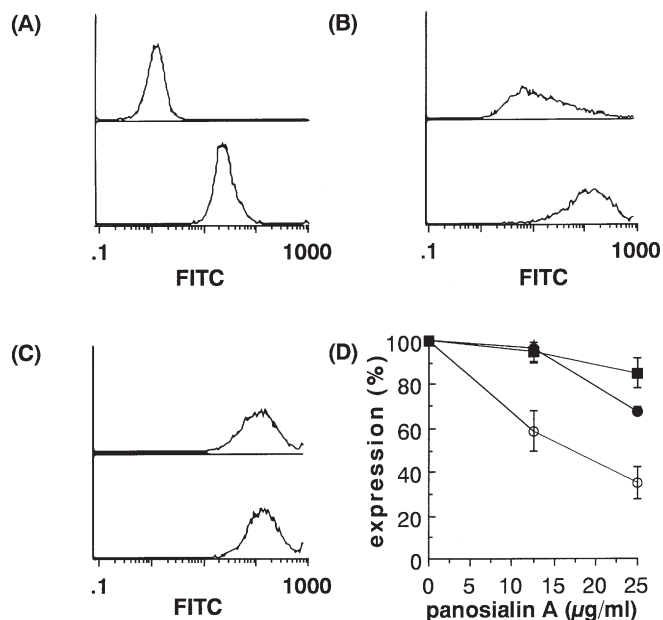 (A)
.1 1000
FITC
(B)
.1 1000
FITC
(C)
.1 1000
FITC
(D)
expression (%)
100
80
60
40
20
0
0 5 10 15 20 25
panosialin A (µg/ml)